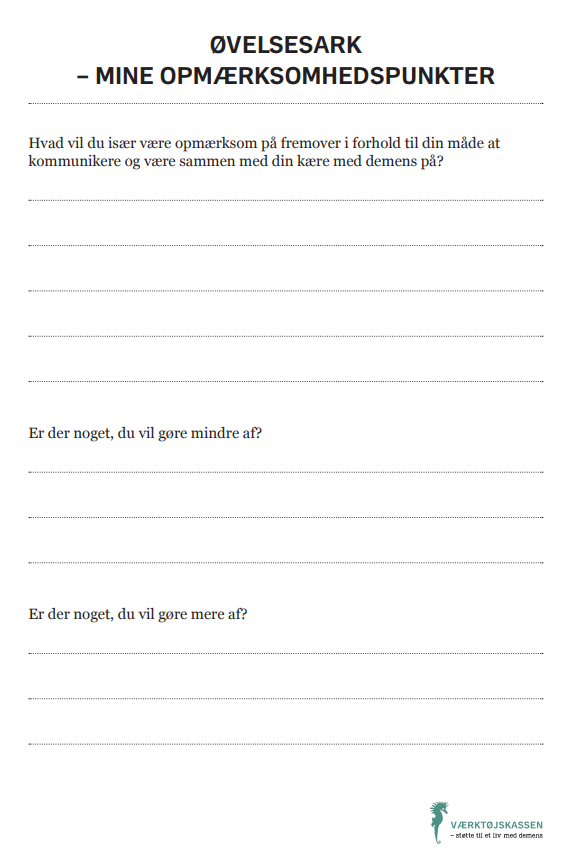 ØVELSESARK
– MINE OPMÆRKSOMHEDSPUNKTER
Hvad vil du især være opmærksom på fremover i forhold til din måde at
kommunikere og være sammen med din kære med demens på?
Er der noget, du vil gøre mindre af?
Er der noget, du vil gøre mere af?
VÆRKTØJSKASSEN
– støtte til et liv med demens